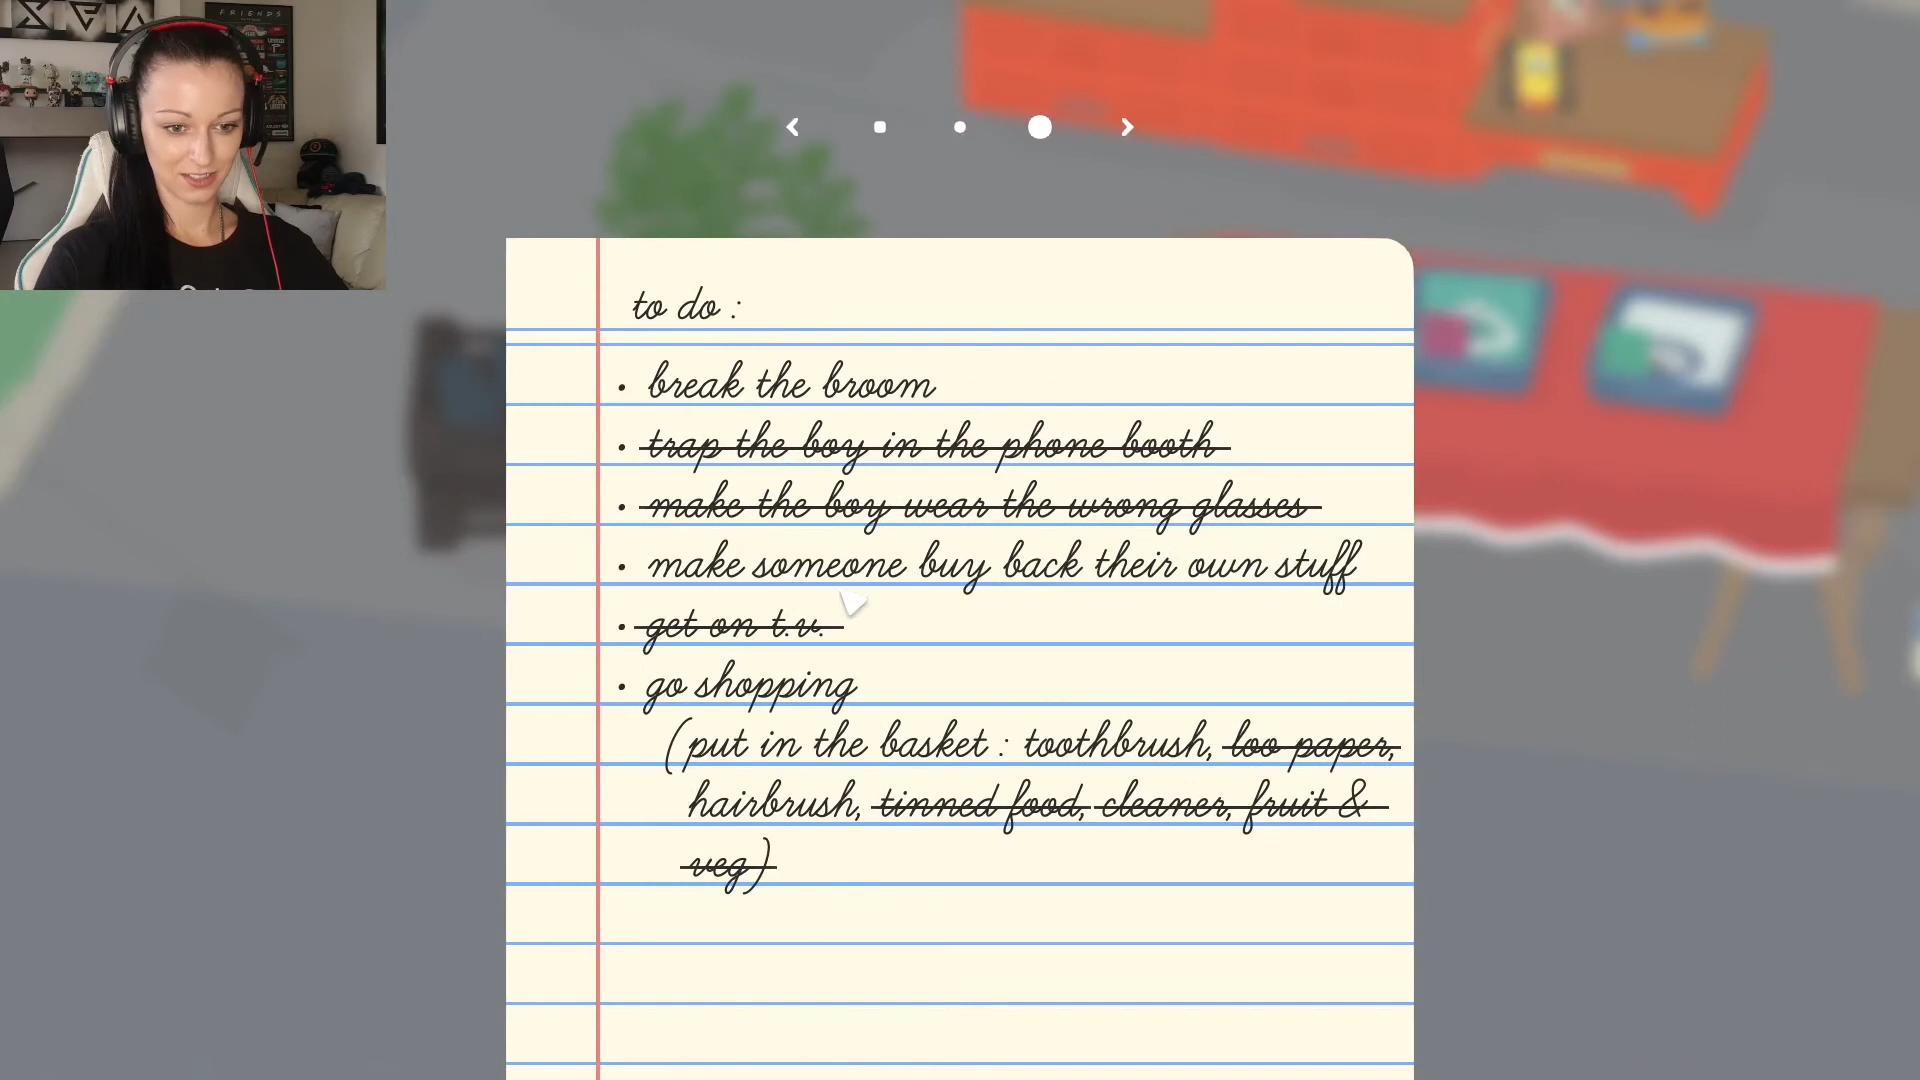 FRIENDS
to do :
• break the broom
• trap the boy in the phone booth
• make the boy wear the wrong glasses
• make someone buy back their own stuff
• get on t.v.
• go shopping
(put in the basket : toothbrush, loo paper,
hairbrush, tinned food, cleaner, fruit &
veg)